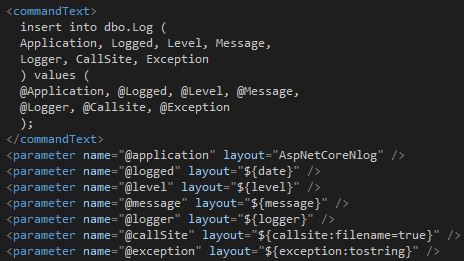 <commandText>
insert into dbo.Log (
Application, Logged, Level, Message,
Logger, CallSite, Exception
) values (
@Application, @Logged, @Level, @Message,
@Logger, @Callsite, @Exception
);
</commandText>
<parameter name="@application" layout="AspNetCoreNlog" />
<parameter name="@logged" layout="${date}" />
<parameter name="@level" layout="${level}" />
<parameter name="@message" layout="${message}" />
<parameter name="@logger" layout="${logger}" />
<parameter name="@callSite" layout="${callsite:filename=true}" />
<parameter name="@exception" layout="${exception:tostring}" />